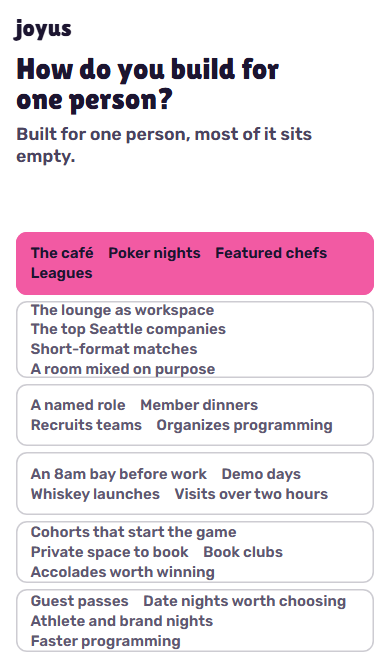 joyus
How do you build for
one person?
Built for one person, most of it sits
empty.
The café Poker nights Featured chefs
Leagues
The lounge as workspace
The top Seattle companies
Short-format matches
A room mixed on purpose
A named role Member dinners
Recruits teams Organizes programming
An 8am bay before work Demo days
Whiskey launches Visits over two hours
Cohorts that start the game
Private space to book Book clubs
Accolades worth winning
Guest passes Date nights worth choosing
Athlete and brand nights
Faster programming